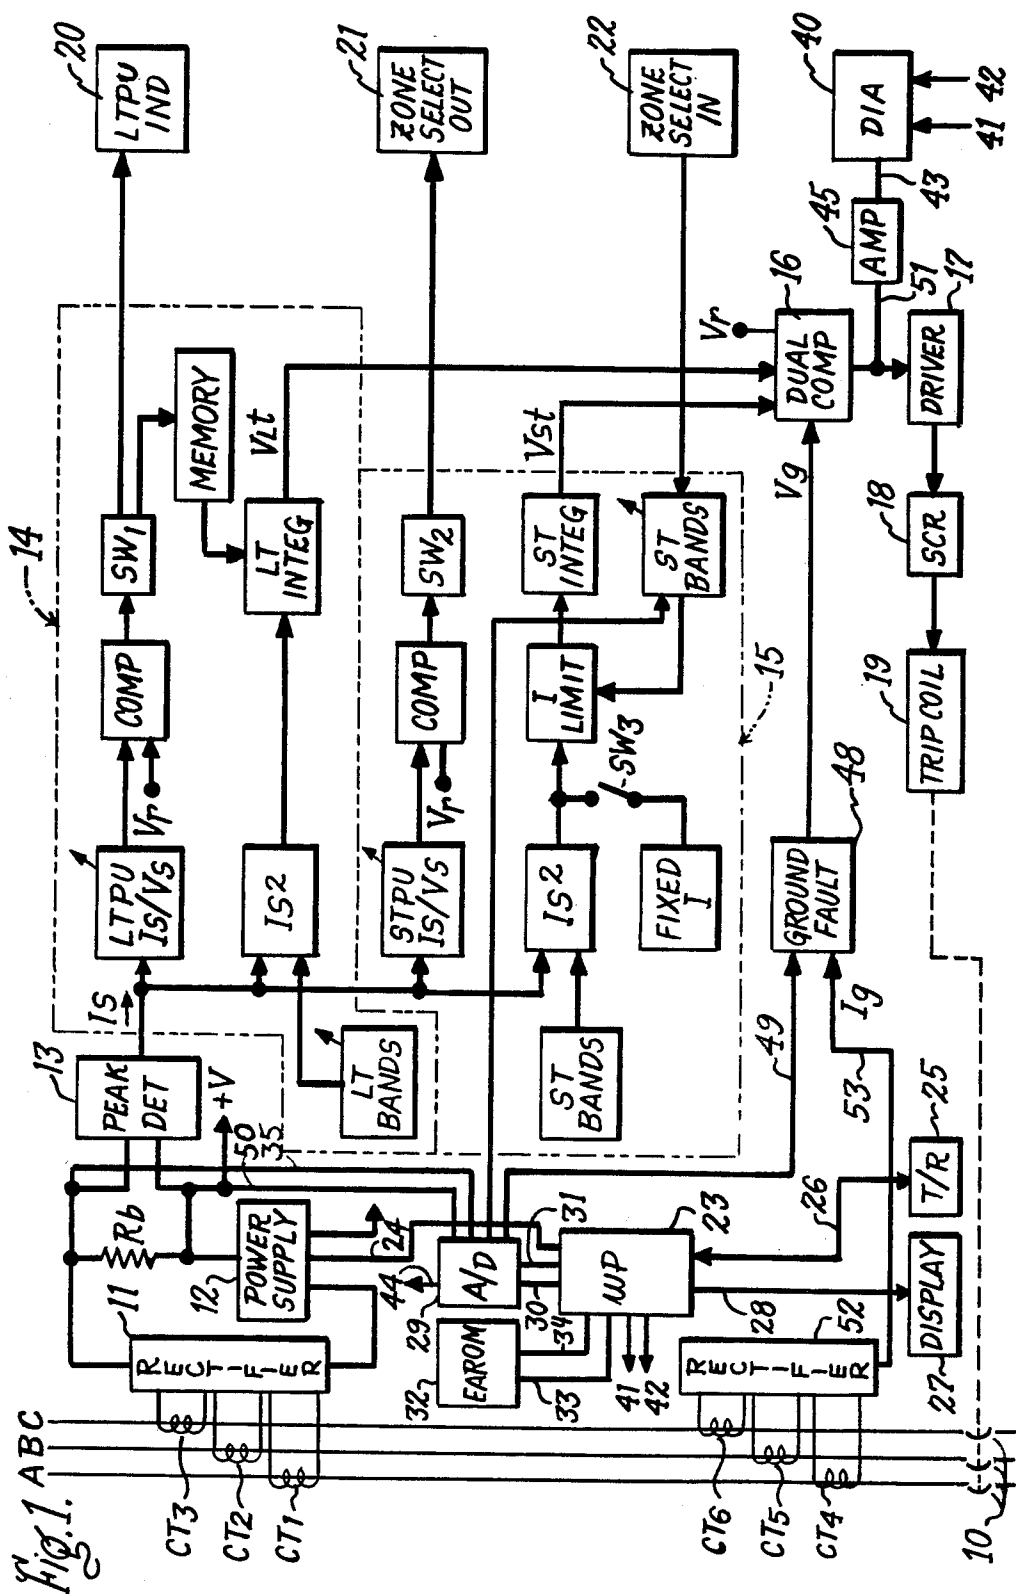 Fig.1.
5
A B C
CT3
CT2
CT1
RECTIFIER
11
Rb
12
POWER
SUPPLY
24
+V
50
35
13
PEAK
DET
Is
14
LTPU
Is/Vs
Vr
COMP
SW1
20
LTPU
IND
MEMORY
IS2
LT
INTEG
VLt
LT
BANDS
STPU
Is/Vs
Vr
COMP
SW2
21
ZONE
SELECT
OUT
ST
BANDS
IS2
FIXED
I
SW3
I
LIMIT
ST
INTEG
Vst
ST
BANDS
22
ZONE
SELECT
IN
15
44
29
A/D
32
EAROM
30
31
34
33
23
μP
41
42
49
53
Ig
GROUND
FAULT
48
Vg
Vr
16
DUAL
COMP
45
AMP
43
40
DIA
41
42
51
17
DRIVER
18
SCR
19
TRIP COIL
CT6
CT5
CT4
RECTIFIER
52
28
26
27
DISPLAY
25
T/R
10